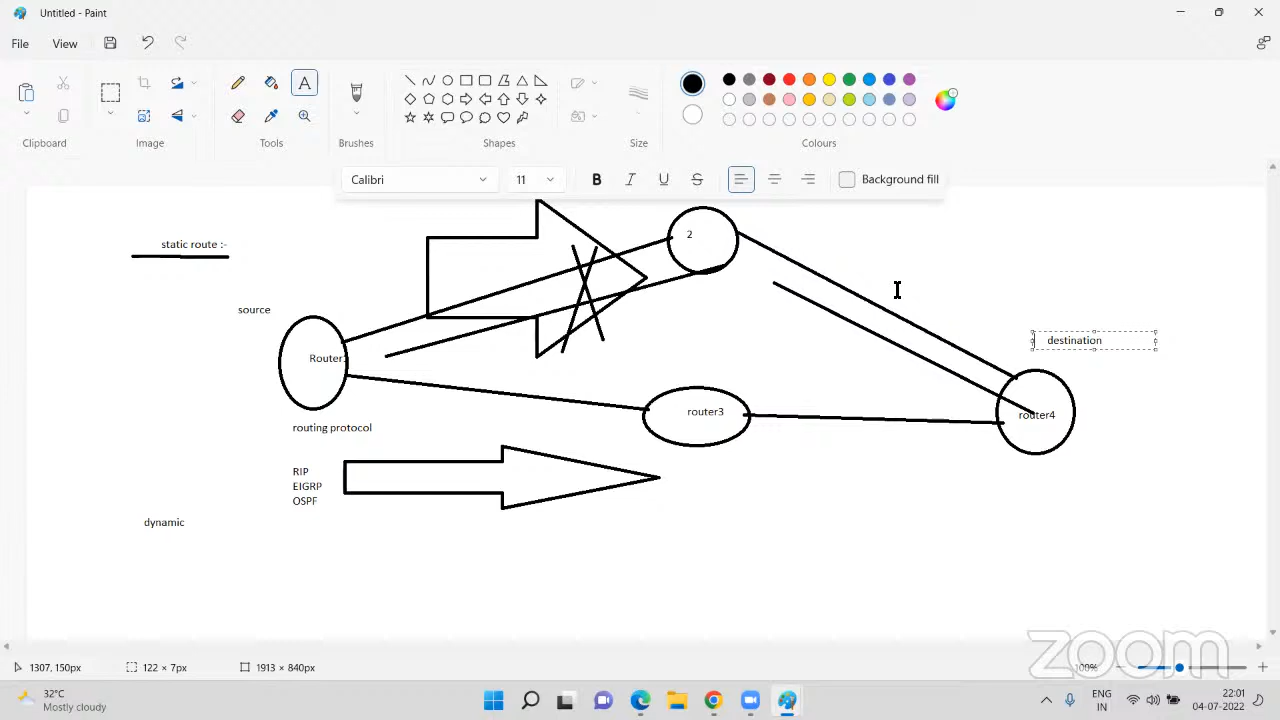 Untitled - Paint
File
View
Clipboard
Image
Tools
Brushes
Shapes
Size
Colours
Calibri
11
B
I
U
S
Background fill
A
2
static route :-
source
destination
Router1
router3
router4
routing protocol
RIP
EIGRP
OSPF
dynamic
zoom
1307, 150px
122 × 7px
1913 × 840px
100%
32°C
Mostly cloudy
ENG
IN
22:01
04-07-2022